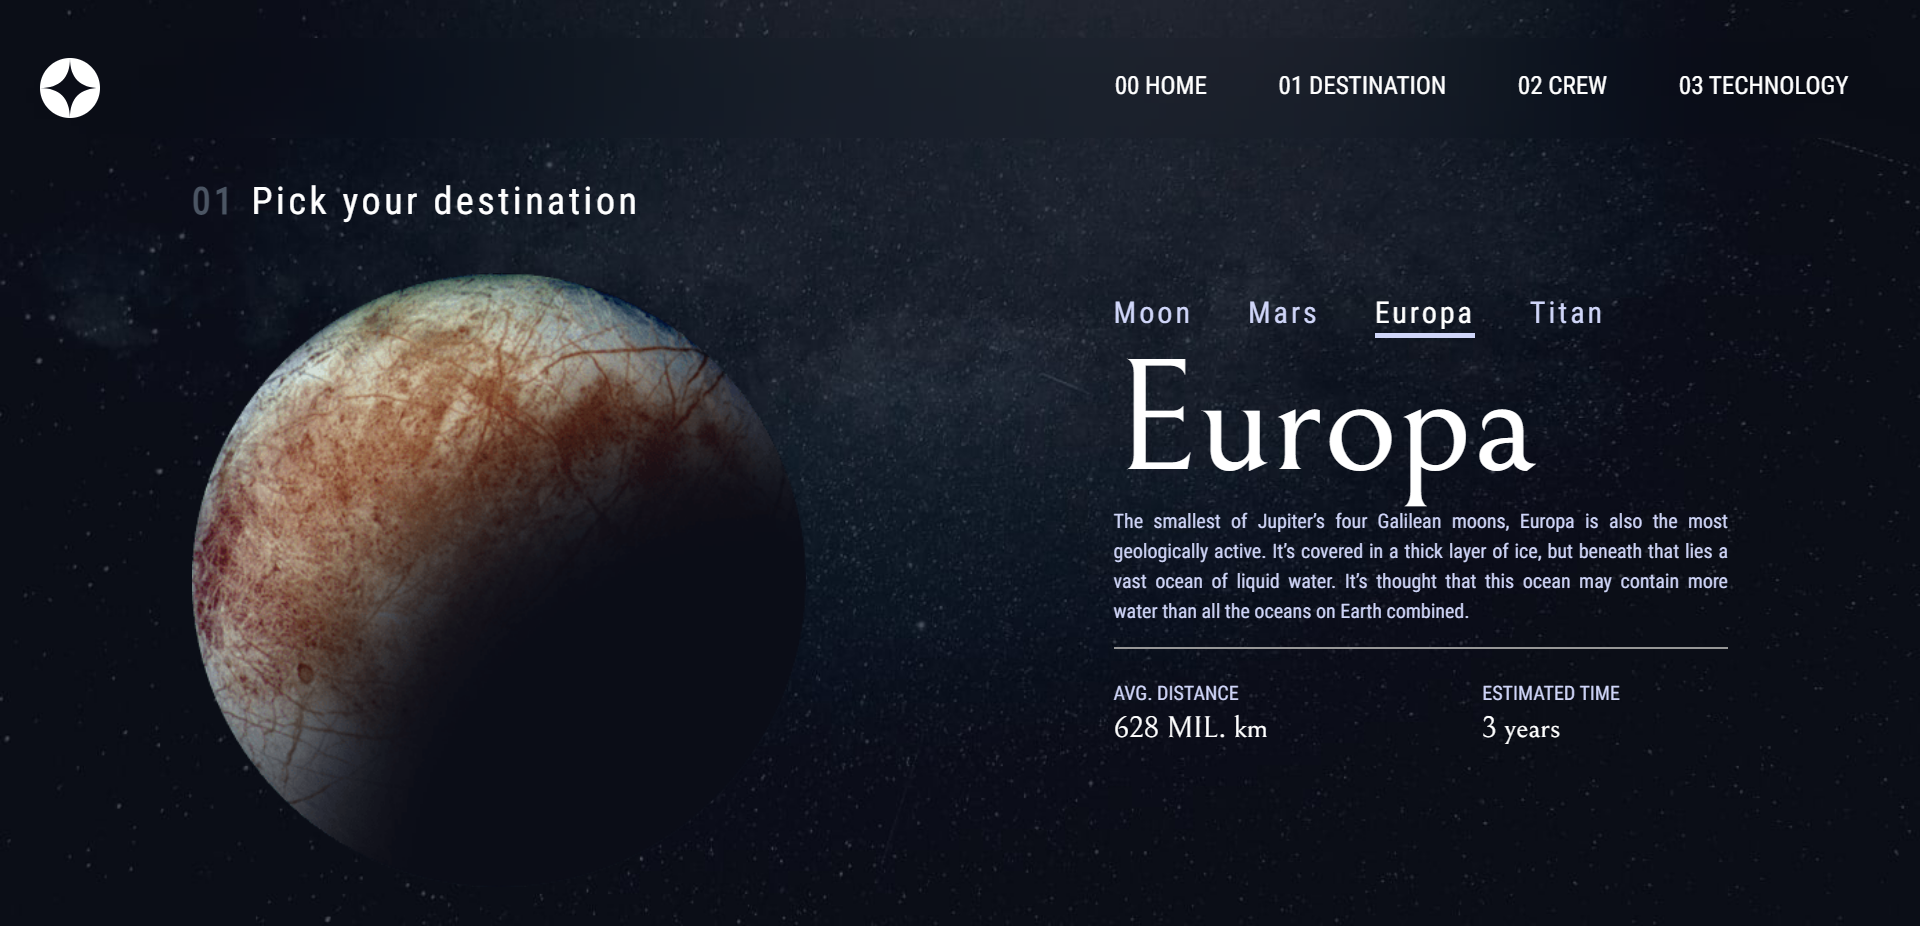 00 HOME 01 DESTINATION 02 CREW 03 TECHNOLOGY
01 Pick your destination
Moon Mars Europa Titan
Europa
The smallest of Jupiter’s four Galilean moons, Europa is also the most
geologically active. It’s covered in a thick layer of ice, but beneath that lies a
vast ocean of liquid water. It’s thought that this ocean may contain more
water than all the oceans on Earth combined.
AVG. DISTANCE
628 MIL. km
ESTIMATED TIME
3 years